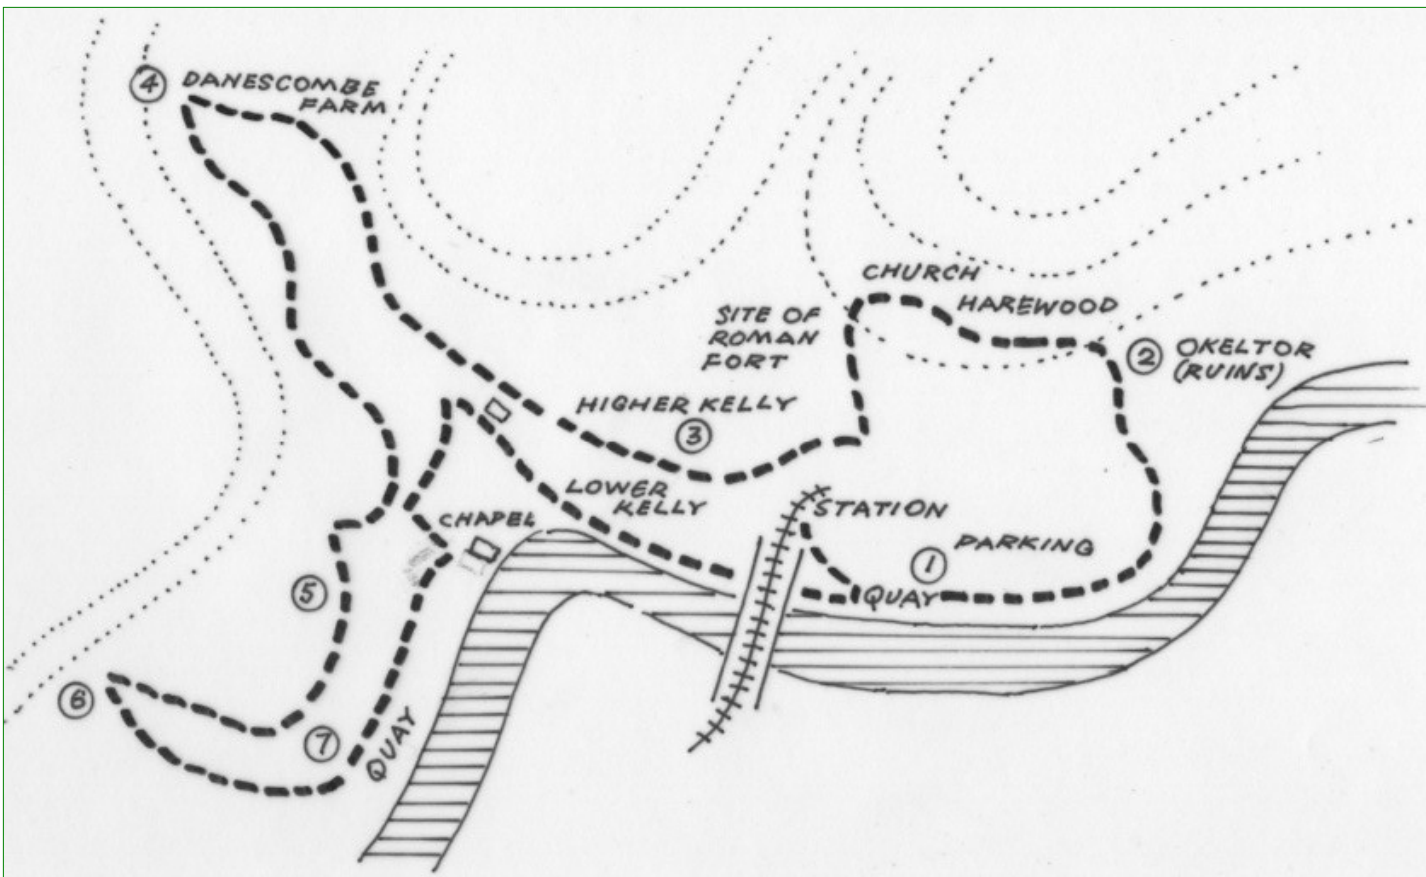 4 DANESCOMBE
FARM
CHURCH
HAREWOOD
SITE OF
ROMAN
FORT
2 OKELTOR
(RUINS)
HIGHER KELLY
3
LOWER
KELLY
STATION
CHAPEL
PARKING
1
QUAY
5
6
7
QUAY